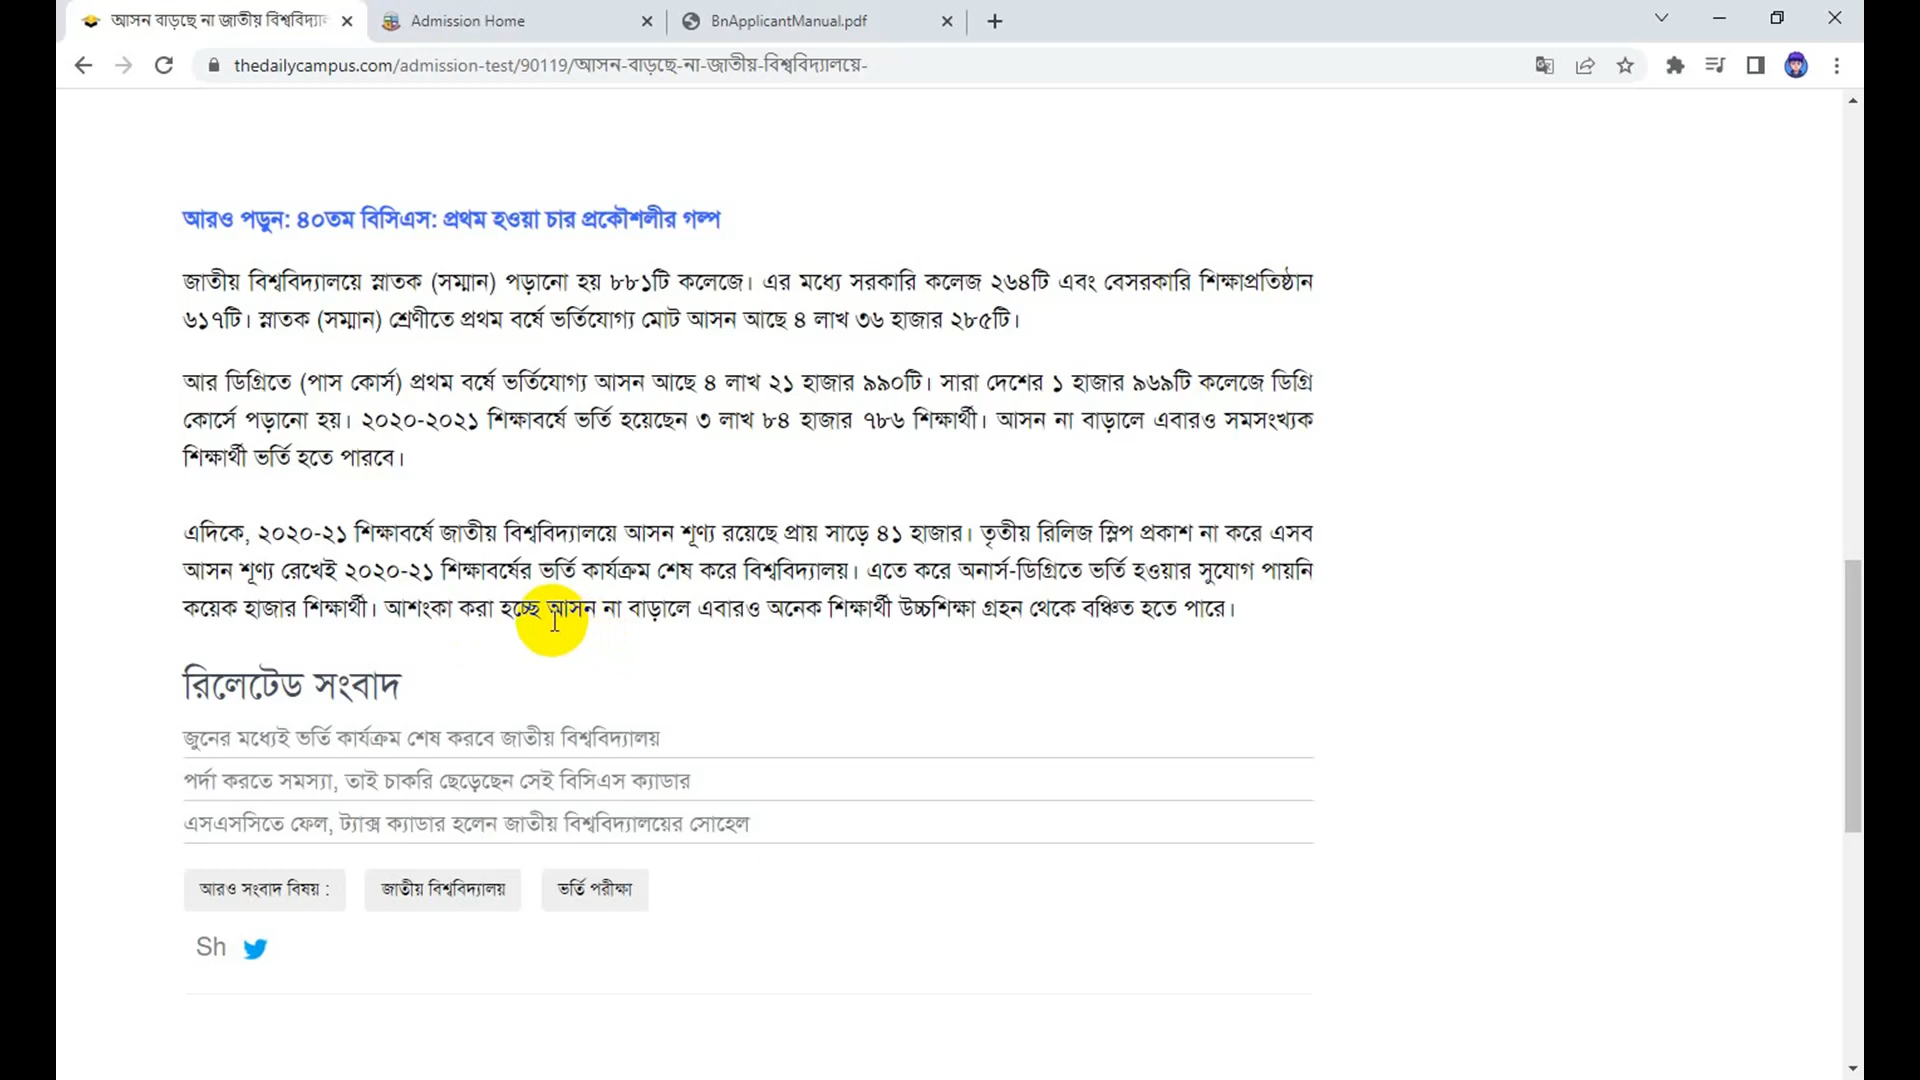 আসন বাড়ছে না জাতীয় বিশ্ববিদ্যাল
Admission Home
BnApplicantManual.pdf
thedailycampus.com/admission-test/90119/আসন-বাড়ছে-না-জাতীয়-বিশ্ববিদ্যালয়ে-
আরও পড়ুন: ৪০তম বিসিএস: প্রথম হওয়া চার প্রকৌশলীর গল্প
জাতীয় বিশ্ববিদ্যালয়ে স্নাতক (সম্মান) পড়ানো হয় ৮৮১টি কলেজে। এর মধ্যে সরকারি কলেজ ২৬৪টি এবং বেসরকারি শিক্ষাপ্রতিষ্ঠান
৬১৭টি। স্নাতক (সম্মান) শ্রেণীতে প্রথম বর্ষে ভর্তিযোগ্য মোট আসন আছে ৪ লাখ ৩৬ হাজার ২৮৫টি।
আর ডিগ্রিতে (পাস কোর্স) প্রথম বর্ষে ভর্তিযোগ্য আসন আছে ৪ লাখ ২১ হাজার ৯৯০টি। সারা দেশের ১ হাজার ৯৬৯টি কলেজে ডিগ্রি
কোর্সে পড়ানো হয়। ২০২০-২০২১ শিক্ষাবর্ষে ভর্তি হয়েছেন ৩ লাখ ৮৪ হাজার ৭৮৬ শিক্ষার্থী। আসন না বাড়ালে এবারও সমসংখ্যক
শিক্ষার্থী ভর্তি হতে পারবে।
এদিকে, ২০২০-২১ শিক্ষাবর্ষে জাতীয় বিশ্ববিদ্যালয়ে আসন শূণ্য রয়েছে প্রায় সাড়ে ৪১ হাজার। তৃতীয় রিলিজ স্লিপ প্রকাশ না করে এসব
আসন শূণ্য রেখেই ২০২০-২১ শিক্ষাবর্ষের ভর্তি কার্যক্রম শেষ করে বিশ্ববিদ্যালয়। এতে করে অনার্স-ডিগ্রিতে ভর্তি হওয়ার সুযোগ পায়নি
কয়েক হাজার শিক্ষার্থী। আশংকা করা হচ্ছে আসন না বাড়ালে এবারও অনেক শিক্ষার্থী উচ্চশিক্ষা গ্রহন থেকে বঞ্চিত হতে পারে।
রিলেটেড সংবাদ
জুনের মধ্যেই ভর্তি কার্যক্রম শেষ করবে জাতীয় বিশ্ববিদ্যালয়
পর্দা করতে সমস্যা, তাই চাকরি ছেড়েছেন সেই বিসিএস ক্যাডার
এসএসসিতে ফেল, ট্যাক্স ক্যাডার হলেন জাতীয় বিশ্ববিদ্যালয়ের সোহেল
আরও সংবাদ বিষয় : জাতীয় বিশ্ববিদ্যালয় ভর্তি পরীক্ষা
Sh